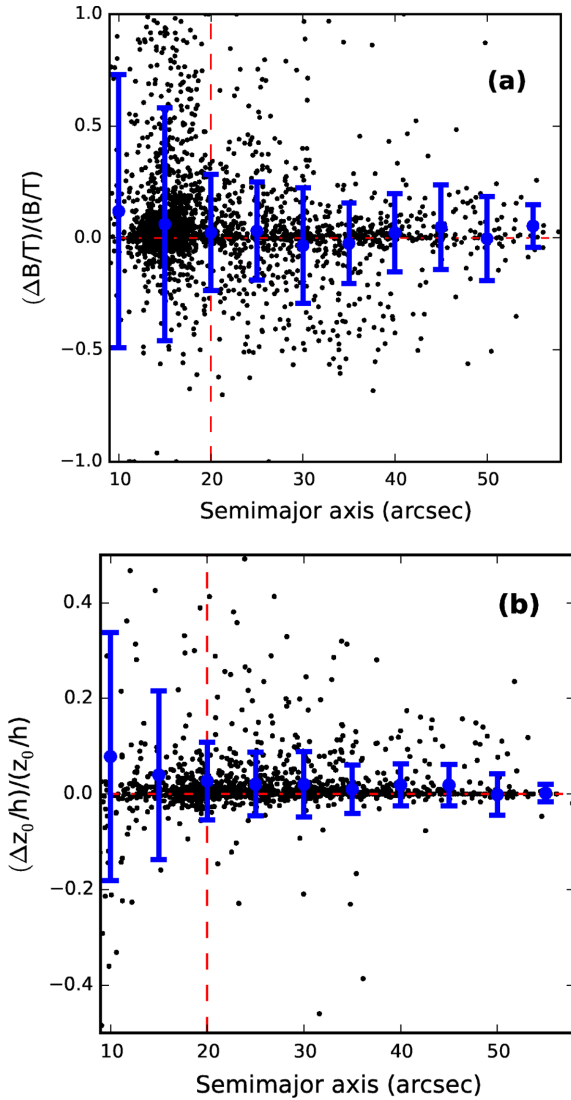 1.0
(a)
0.5
0.0
−0.5
−1.0
(ΔB/T)/(B/T)
10 20 30 40 50
Semimajor axis (arcsec)
0.4
(b)
0.2
0.0
−0.2
−0.4
(Δz₀/h)/(z₀/h)
10 20 30 40 50
Semimajor axis (arcsec)